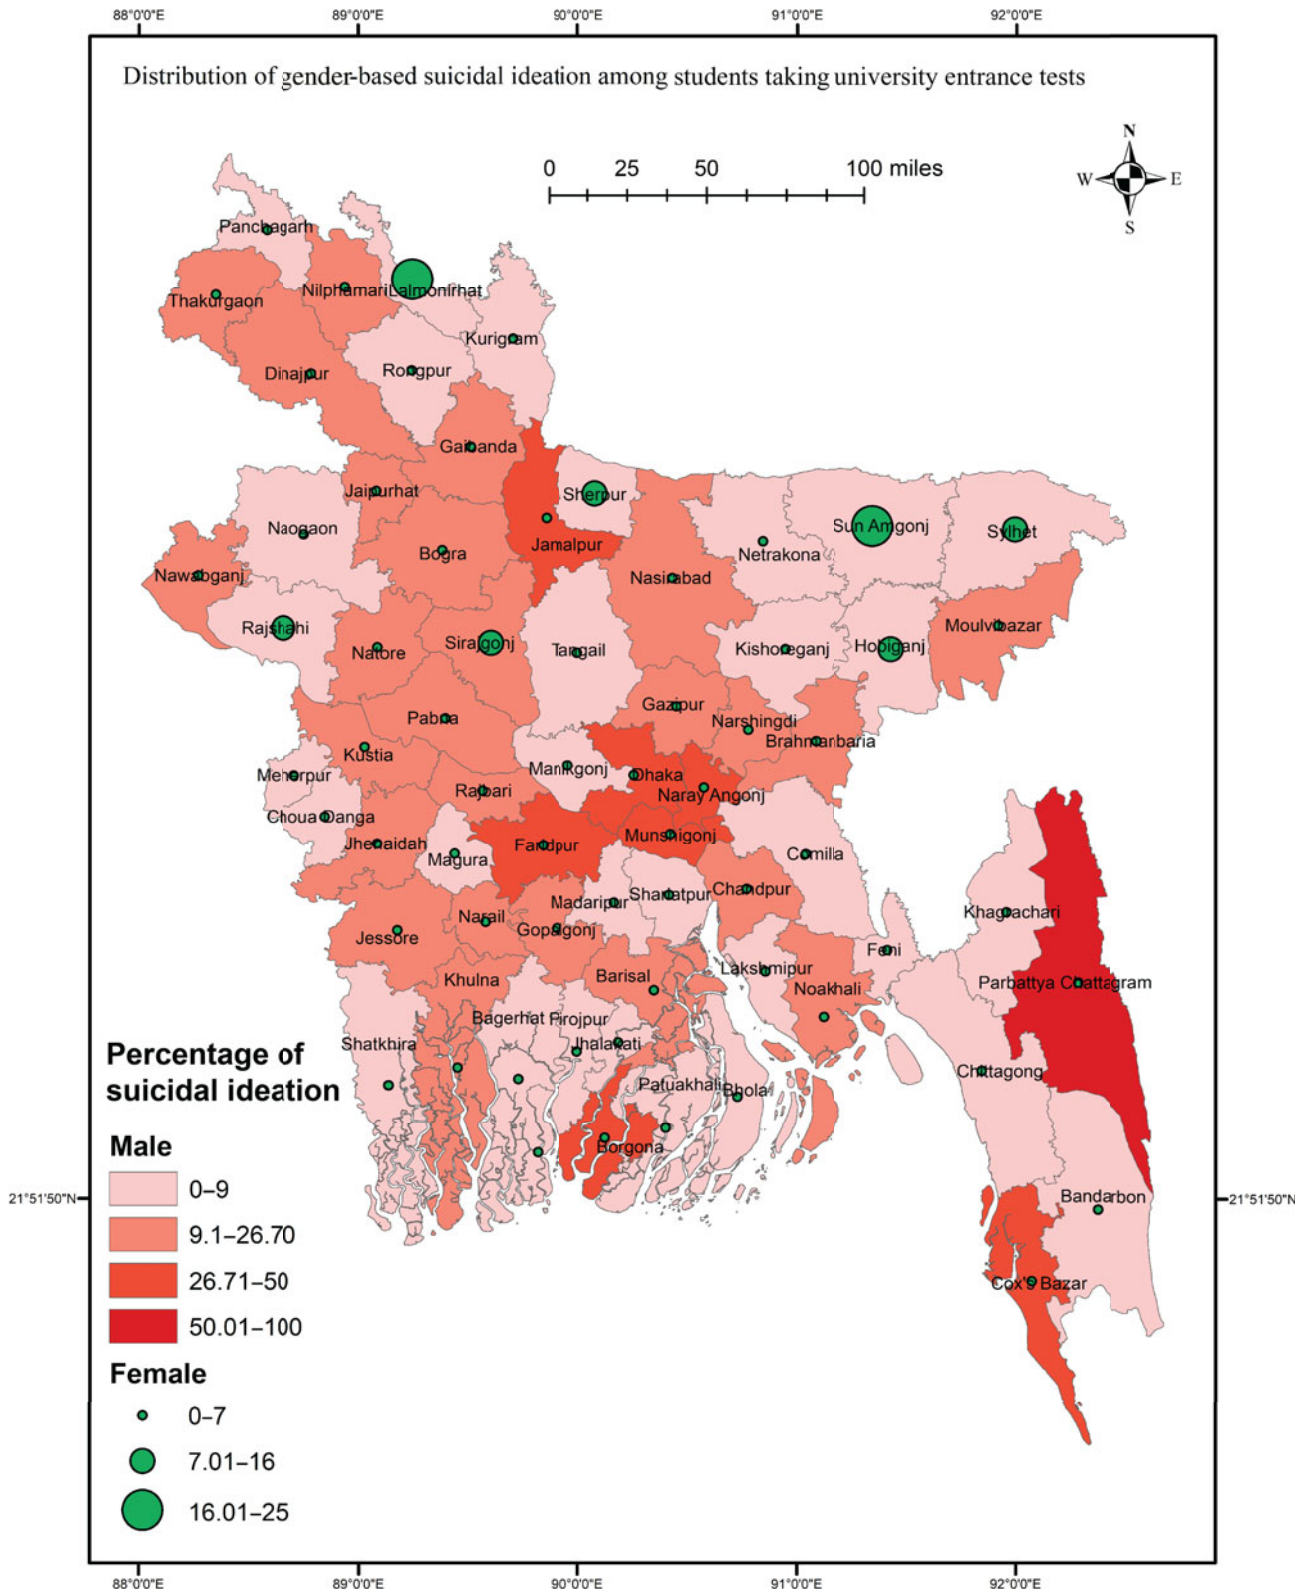 88°0'0"E 89°0'0"E 90°0'0"E 91°0'0"E 92°0'0"E
Distribution of gender-based suicidal ideation among students taking university entrance tests
N
W E
S
0 25 50 100 miles
Panchagarh
Thakurgaon
Nilphamari
Lalmonirhat
Kurigram
Dinajpur
Rongpur
Gaibanda
Jaipurhat
Sherpur
Naogaon
Jamalpur
Bogra
Sun Amgonj
Sylhet
Netrakona
Nawabganj
Nasirabad
Rajshahi
Moulvibazar
Natore
Sirajgonj
Tangail
Kishoreganj
Hobiganj
Pabna
Gazipur
Narshingdi
Brahmanbaria
Kustia
Meherpur
Manikgonj
Dhaka
Rajbari
Naray Angonj
Choua Danga
Jhenaidah
Magura
Faridpur
Munshigonj
Comilla
Madaripur
Shariatpur
Chandpur
Khagrachari
Narail
Jessore
Gopalgonj
Feni
Khulna
Barisal
Lakshmipur
Noakhali
Parbattya Chattagram
Bagerhat
Pirojpur
Shatkhira
Jhalakati
Patuakhali
Bhola
Chittagong
Borgona
Bandarbon
Cox's Bazar
21°51'50"N 21°51'50"N
Percentage of
suicidal ideation
Male
0–9
9.1–26.70
26.71–50
50.01–100
Female
0–7
7.01–16
16.01–25
88°0'0"E 89°0'0"E 90°0'0"E 91°0'0"E 92°0'0"E